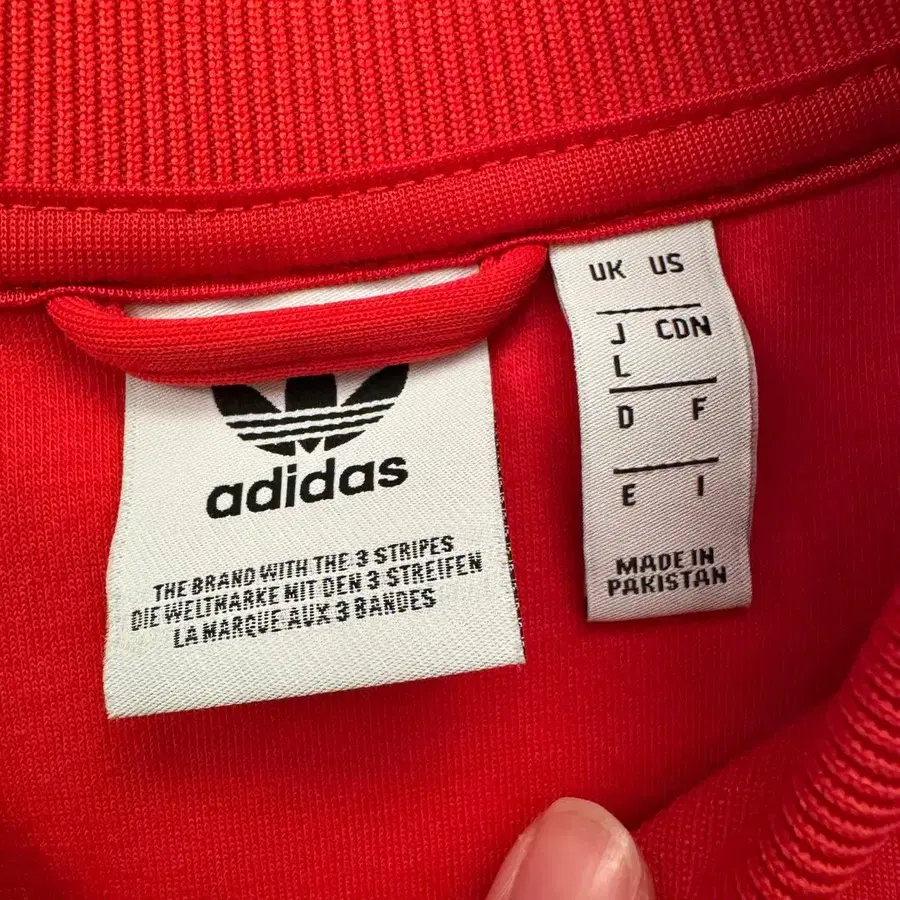 adidas
THE BRAND WITH THE 3 STRIPES
DIE WELTMARKE MIT DEN 3 STREIFEN
LA MARQUE AUX 3 BANDES
UK US
J CDN
L
D F
E I
MADE IN
PAKISTAN